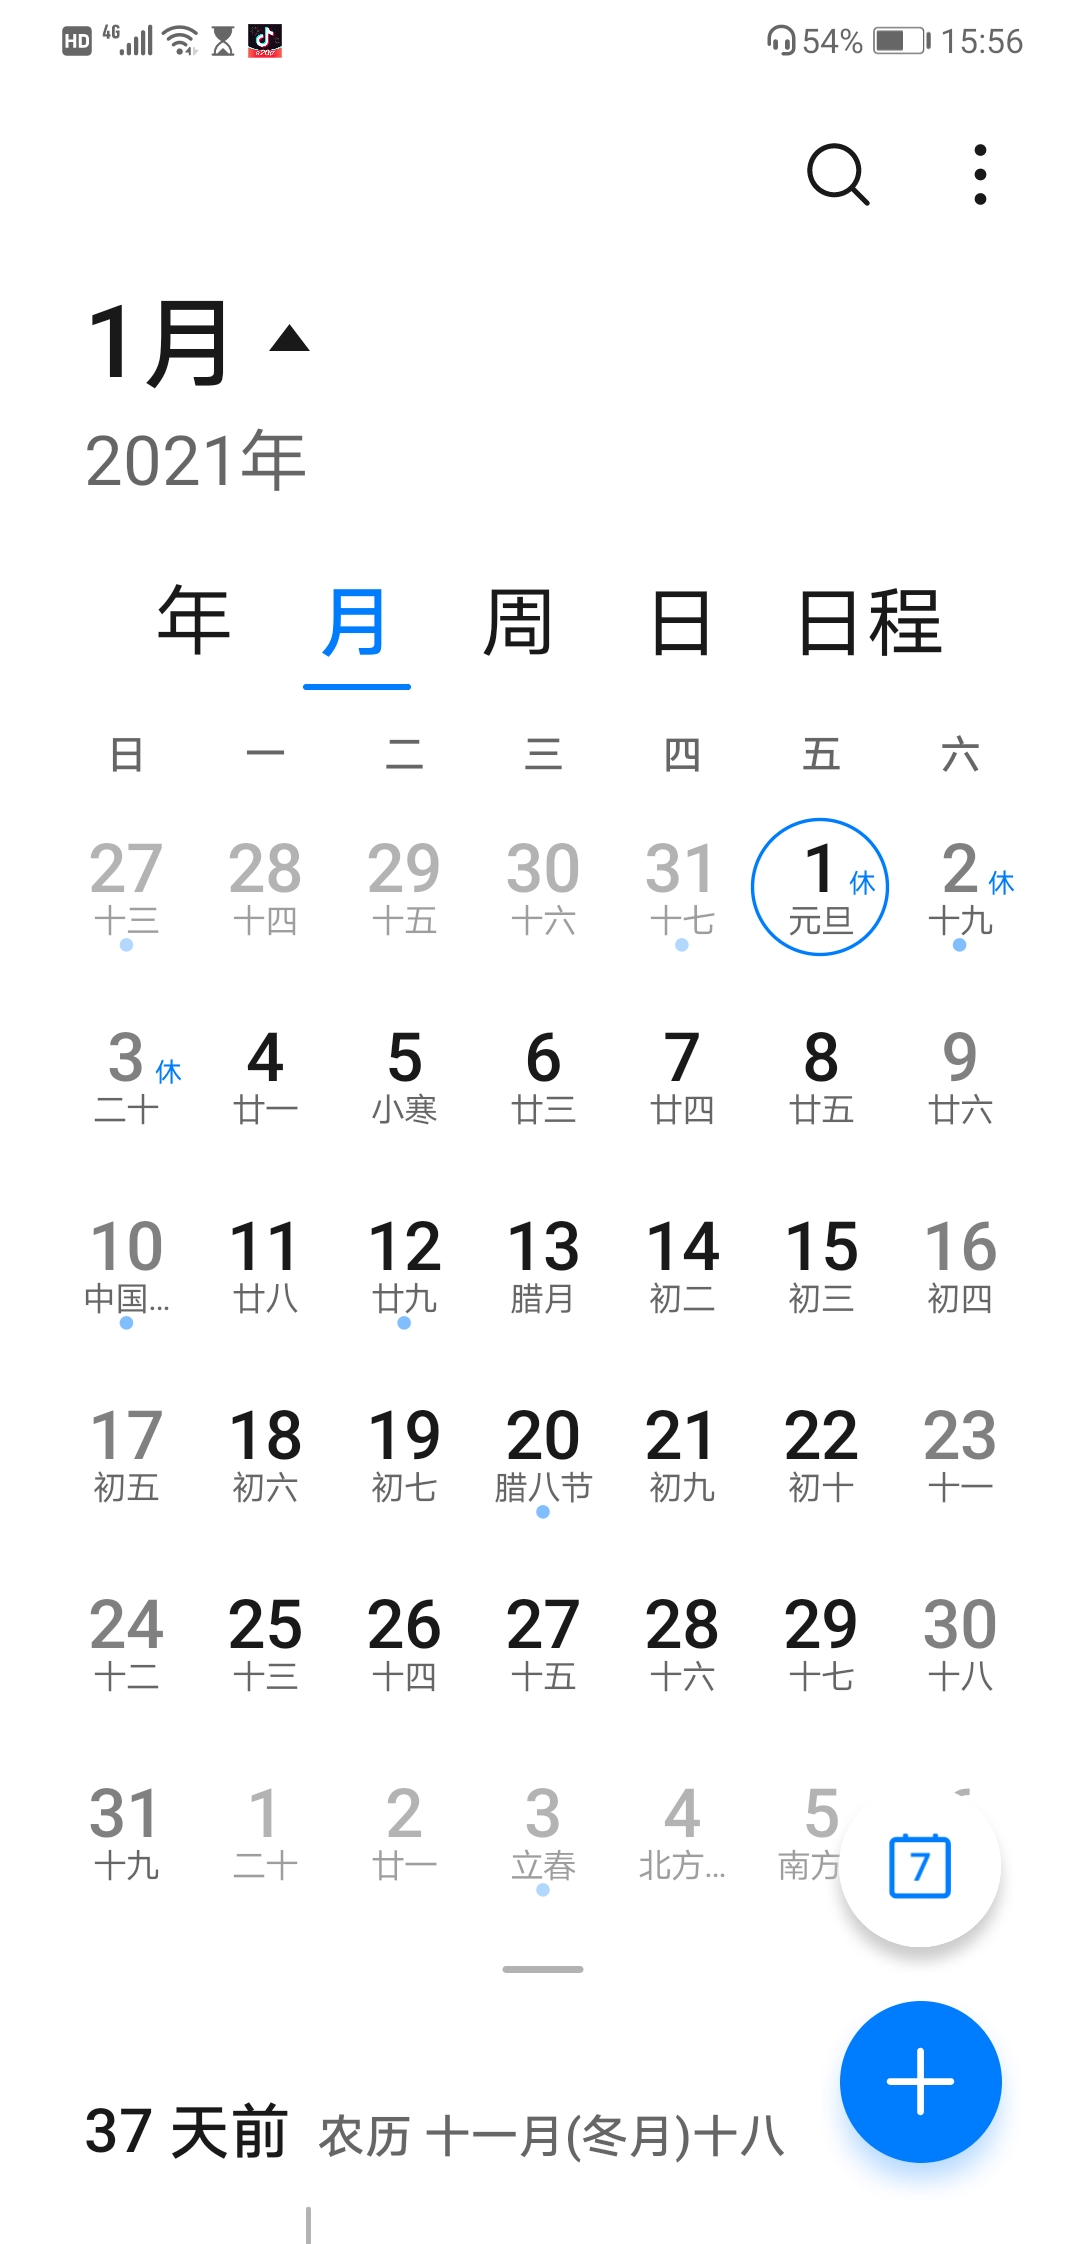 HD 4G 54% 15:56
1月
2021年
年 月 周 日 日程
日 一 二 三 四 五 六
27 28 29 30 31 1 休 2 休
十三 十四 十五 十六 十七 元旦 十九
3 休 4 5 6 7 8 9
二十 廿一 小寒 廿三 廿四 廿五 廿六
10 11 12 13 14 15 16
中国... 廿八 廿九 腊月 初二 初三 初四
17 18 19 20 21 22 23
初五 初六 初七 腊八节 初九 初十 十一
24 25 26 27 28 29 30
十二 十三 十四 十五 十六 十七 十八
31 1 2 3 4 5
十九 二十 廿一 立春 北方... 南方
7
37 天前 农历 十一月(冬月)十八